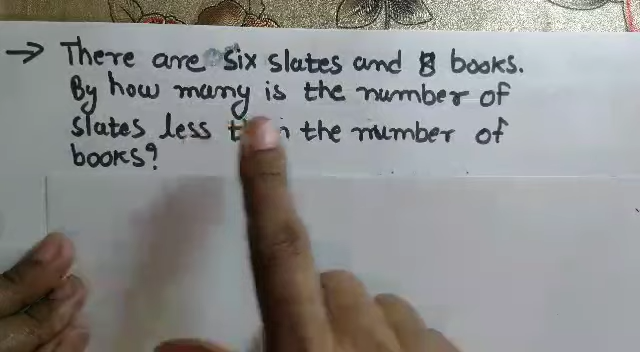 → There are six slates and 8 books.
By how many is the number of
slates less the number of
books?